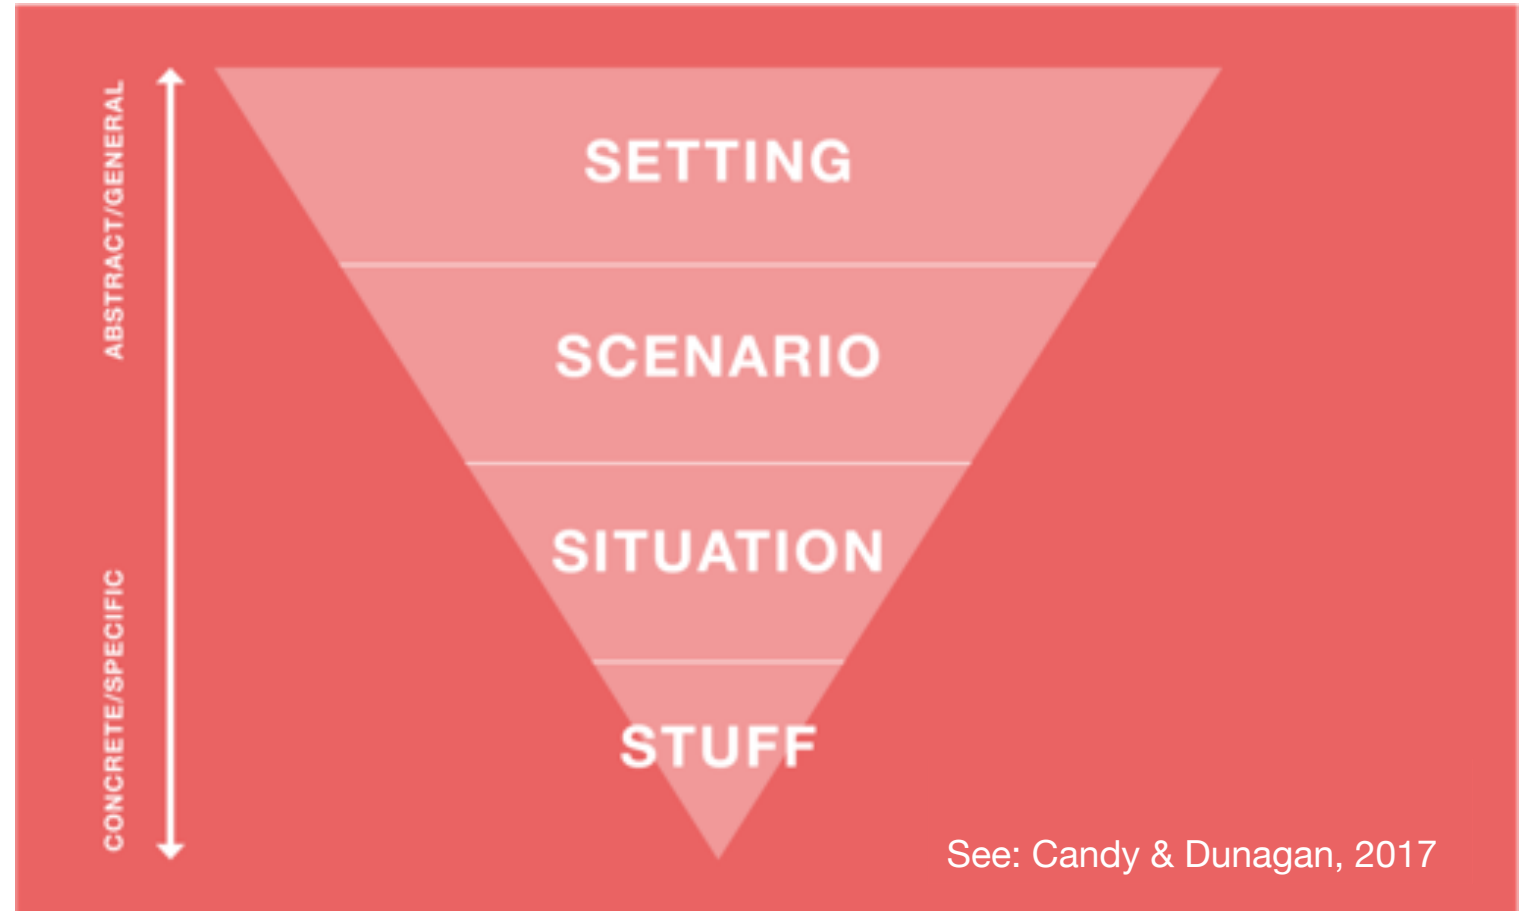 ABSTRACT/GENERAL
CONCRETE/SPECIFIC
SETTING
SCENARIO
SITUATION
STUFF
See: Candy & Dunagan, 2017